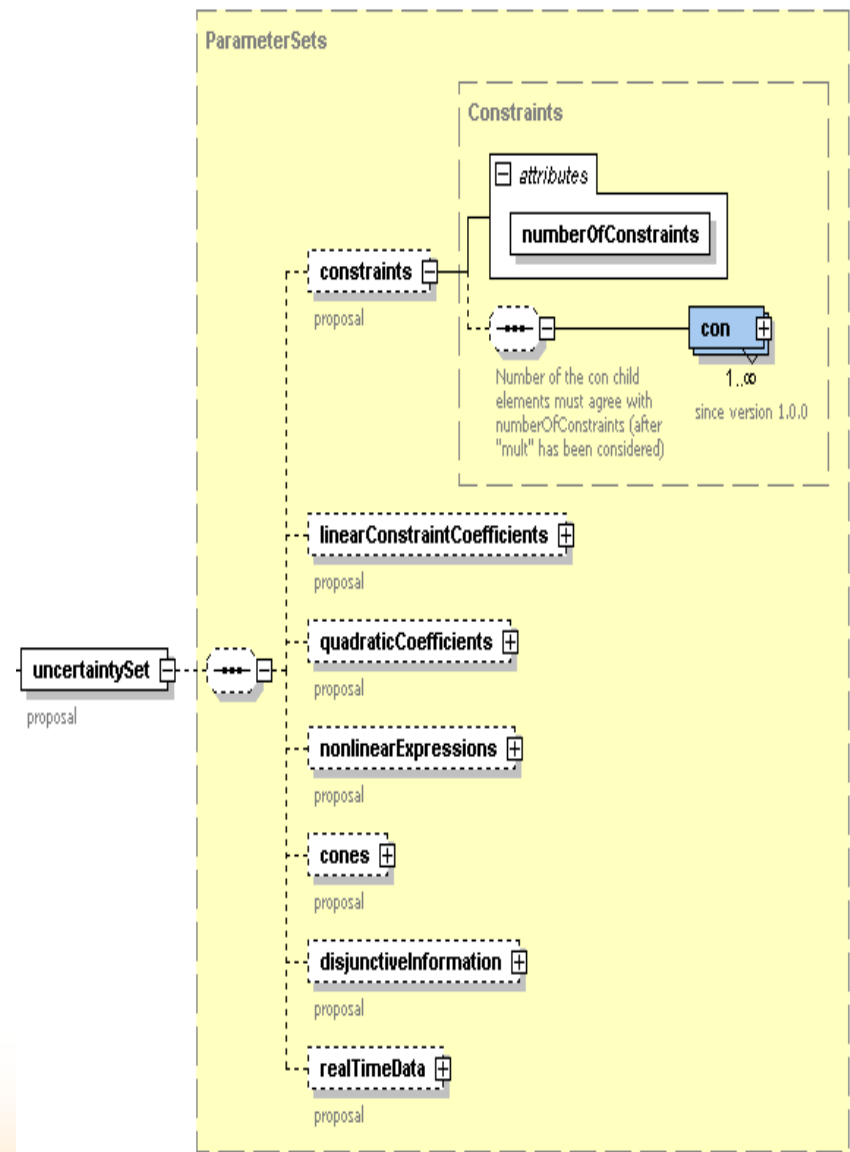 ParameterSets
Constraints
attributes
numberOfConstraints
constraints
proposal
con
1..∞
since version 1.0.0
Number of the con child
elements must agree with
numberOfConstraints (after
"mult" has been considered)
linearConstraintCoefficients
proposal
quadraticCoefficients
proposal
uncertaintySet
proposal
nonlinearExpressions
proposal
cones
proposal
disjunctiveInformation
proposal
realTimeData
proposal